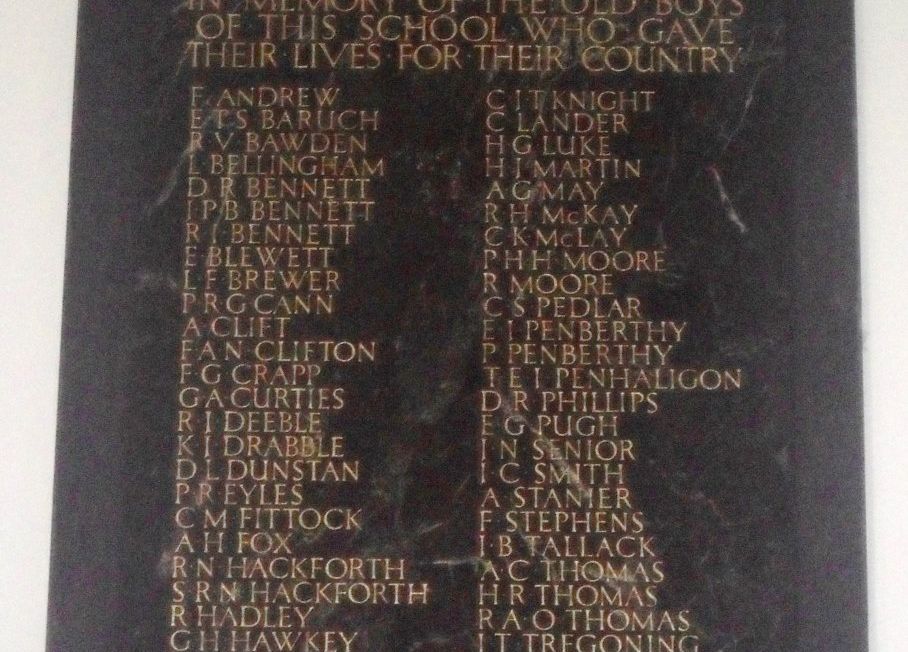 IN MEMORY OF THE OLD BOYS
OF THIS SCHOOL WHO GAVE
THEIR LIVES FOR THEIR COUNTRY
F ANDREW
E T S BARUCH
R V BAWDEN
L BELLINGHAM
D R BENNETT
I P B BENNETT
R I BENNETT
E BLEWETT
L F BREWER
P R G CANN
A CLIFT
F A N CLIFTON
F G CRAPP
G A CURTIES
R I DEEBLE
K I DRABBLE
D L DUNSTAN
P R EYLES
C M FITTOCK
A H FOX
R N HACKFORTH
S R N HACKFORTH
R HADLEY
G H HAWKEY
C I T KNIGHT
C LANDER
H G LUKE
H I MARTIN
A G MAY
R H McKAY
C K McLAY
P H H MOORE
R MOORE
C S PEDLAR
E I PENBERTHY
P PENBERTHY
T E I PENHALIGON
D R PHILLIPS
E G PUGH
I N SENIOR
I C SMITH
A STANIER
F STEPHENS
I B TALLACK
A C THOMAS
H R THOMAS
R A O THOMAS
I T TREGONING